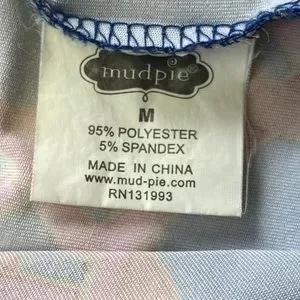 mudpie
M
95% POLYESTER
5% SPANDEX
MADE IN CHINA
www.mud-pie.com
RN131993